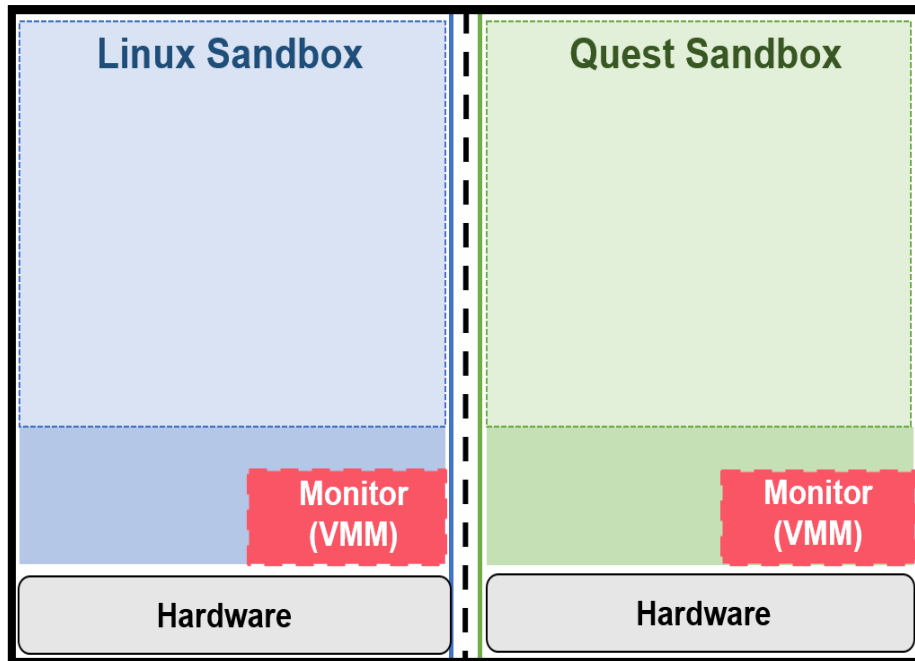 Linux Sandbox
Quest Sandbox
Monitor
(VMM)
Monitor
(VMM)
Hardware
Hardware